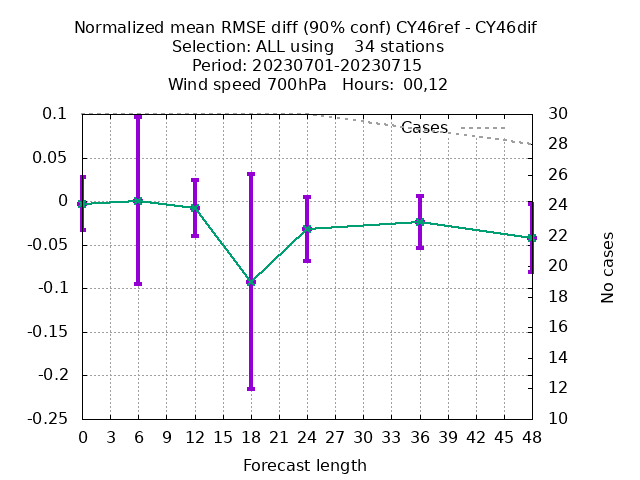 Normalized mean RMSE diff (90% conf) CY46ref - CY46dif
Selection: ALL using    34 stations
Period: 20230701-20230715
Wind speed 700hPa   Hours: 00,12
0.1
0.05
0
-0.05
-0.1
-0.15
-0.2
-0.25
Cases
30
28
26
24
22
20
18
16
14
12
10
No cases
0 3 6 9 12 15 18 21 24 27 30 33 36 39 42 45 48
Forecast length